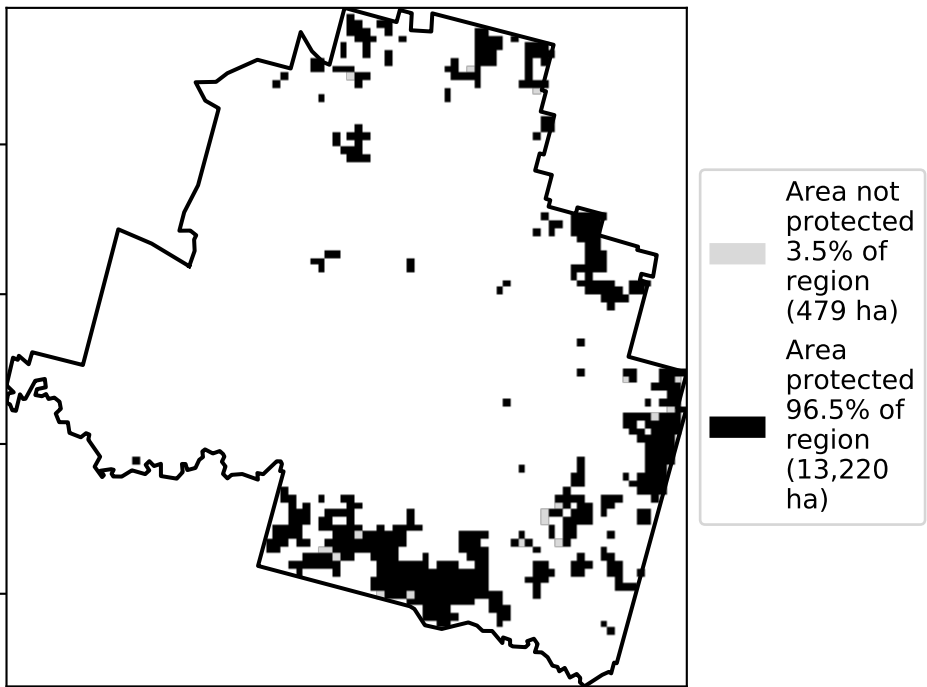 Area not
protected
3.5% of
region
(479 ha)
Area
protected
96.5% of
region
(13,220
ha)